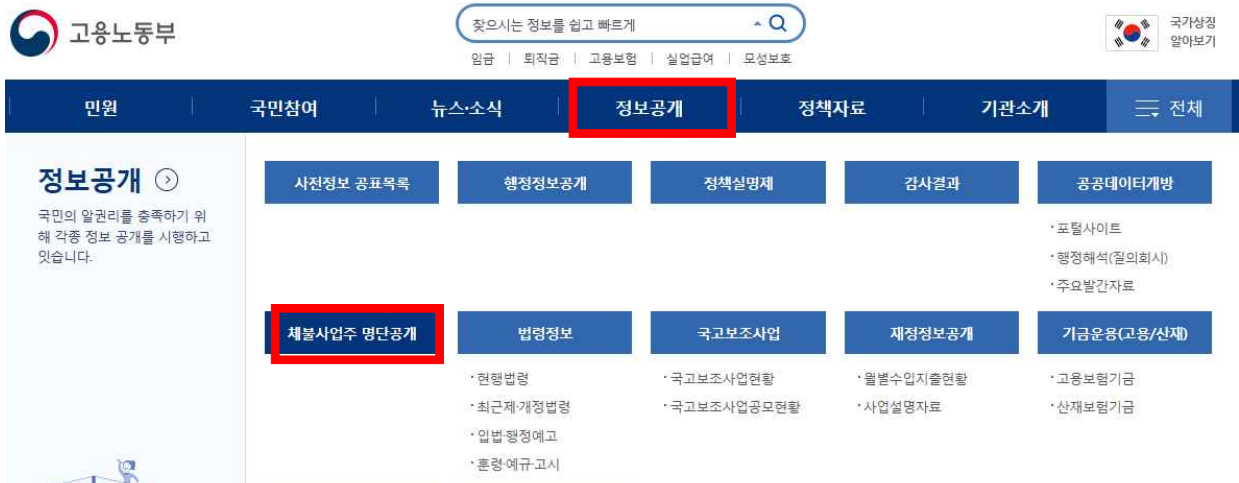 고용노동부
찾으시는 정보를 쉽고 빠르게
임금 | 퇴직금 | 고용보험 | 실업급여 | 모성보호
국가상징
알아보기
민원 국민참여 뉴스·소식 정보공개 정책자료 기관소개 전체
정보공개
국민의 알권리를 충족하기 위
해 각종 정보 공개를 시행하고
잇습니다.
사전정보 공표목록 행정정보공개 정책실명제 감사결과 공공데이터개방
·포털사이트
·행정해석(질의회시)
·주요발간자료
체불사업주 명단공개 법령정보 국고보조사업 재정정보공개 기금운용(고용/산재)
·현행법령 ·국고보조사업현황 ·월별수입지출현황 ·고용보험기금
·최근제·개정법령 ·국고보조사업공모현황 ·사업설명자료 ·산재보험기금
·입법·행정예고
·훈령·예규·고시